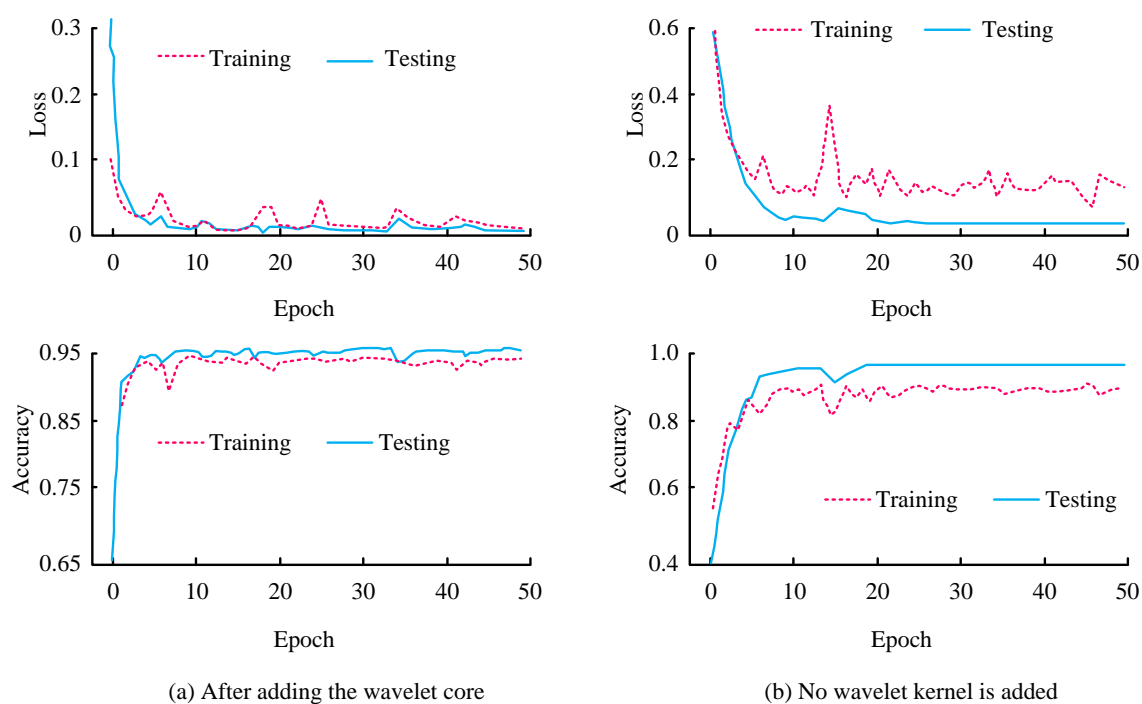 0.3
0.2
0.1
0
Loss
Training
Testing
0 10 20 30 40 50
Epoch
0.6
0.4
0.2
0
Loss
Training
Testing
0 10 20 30 40 50
Epoch
0.95
0.85
0.75
0.65
Accuracy
Training
Testing
0 10 20 30 40 50
Epoch
(a) After adding the wavelet core
1.0
0.8
0.6
0.4
Accuracy
Training
Testing
0 10 20 30 40 50
Epoch
(b) No wavelet kernel is added